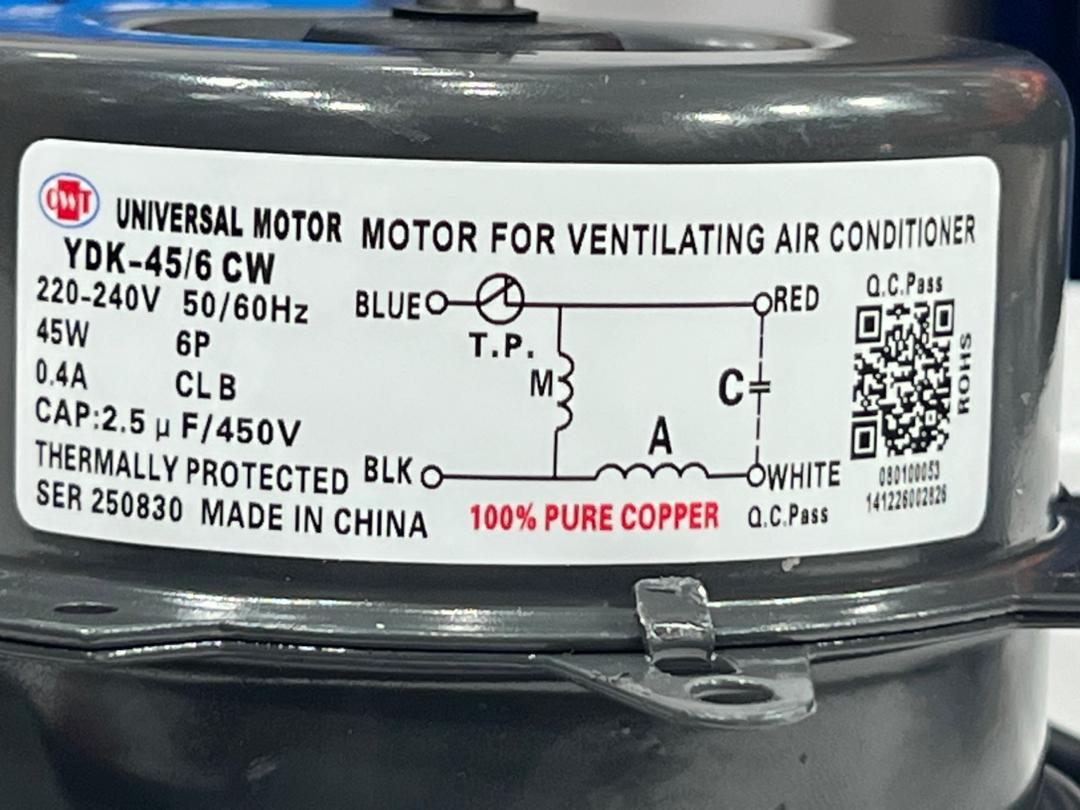 OWT
UNIVERSAL MOTOR MOTOR FOR VENTILATING AIR CONDITIONER
YDK-45/6 CW
220-240V 50/60Hz
45W 6P
0.4A CL B
CAP:2.5 μ F/450V
THERMALLY PROTECTED
SER 250830 MADE IN CHINA
BLUE
T.P.
RED
M
C
A
BLK
WHITE
100% PURE COPPER
Q.C.Pass
Q.C.Pass
ROHS
080100053
141226002826